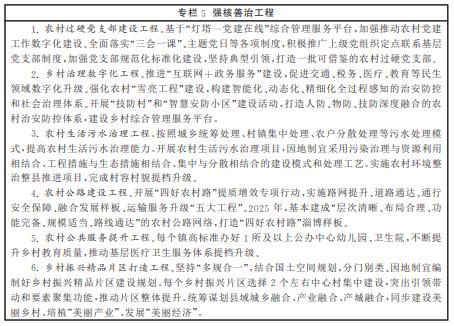 专栏 5 强核善治工程
1. 农村过硬党支部建设工程。基于“灯塔—党建在线”综合管理服务平台，加强推动农村党建
工作数字化建设。全面落实“三会一课”、主题党日等各项制度，积极推广上级党组织定点联系基层
党支部制度，加强党支部规范化标准化建设，坚持典型引领，打造一批可借鉴的农村过硬党支部。
2. 乡村治理数字化工程。推进“互联网＋政务服务”建设，促进交通、税务、医疗、教育等民生
领域数字化升级。强化农村“雪亮工程”建设，构建智能化、动态化、精细化全过程感知的治安防控
和社会治理体系。开展“技防村”和“智慧安防小区”建设活动，打造人防、物防、技防深度融合的农
村治安防控体系，建设乡村综合管理服务平台。
3. 农村生活污水治理工程。按照城乡统筹处理、村镇集中处理、农户分散处理等污水处理模
式，提高农村生活污水治理能力。开展农村生活污水治理项目，因地制宜采用污染治理与资源利用
相结合、工程措施与生态措施相结合、集中与分散相结合的建设模式和处理工艺。实施农村环境整
治整县推进项目，完成村容村貌提档升级。
4. 农村公路建设工程。开展“四好农村路”提质增效专项行动，实施路网提升、道路通达、通行
安全保障、融合发展样板、运输服务升级“五大工程”。2025 年，基本建成“层次清晰、布局合理、功
能完备、规模适当、路线通达”的农村公路网络，打造“四好农村路”淄博样板。
5. 农村公共服务提升工程。每个镇高标准办好 1 所及以上公办中心幼儿园、卫生院，不断提
升乡村教育质量，推动基层医疗卫生服务体系提档升级。
6. 乡村振兴精品片区打造工程。坚持“多规合一”，结合国土空间规划，分门别类、因地制宜编
制好乡村振兴精品片区建设规划。每个乡村振兴片区选择 2 个左右中心村集中建设，突出引领带
动和要素聚集功能，推动片区整体提升。统筹谋划县域城乡融合、产业融合、产城融合，同步建设美
丽乡村、培植“美丽产业”、发展“美丽经济”。